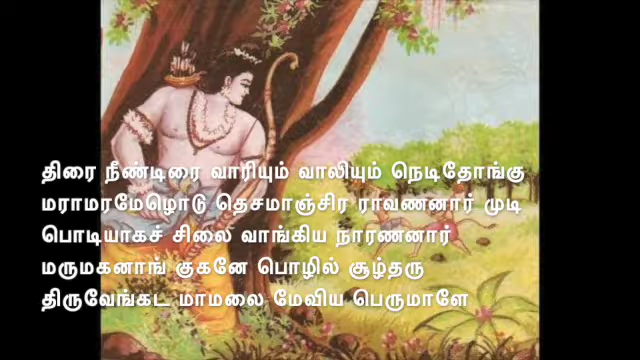 திரை நீண்டிரை வாரியும் வாலியும் நெடிதோங்கு
மராமரமேழொடு தெசமாஞ்சிர ராவணனார் முடி
பொடியாகச் சிலை வாங்கிய நாரணனார்
மருமகனாங் குகனே பொழில் சூழ்தரு
திருவேங்கட மாமலை மேவிய பெருமாளே